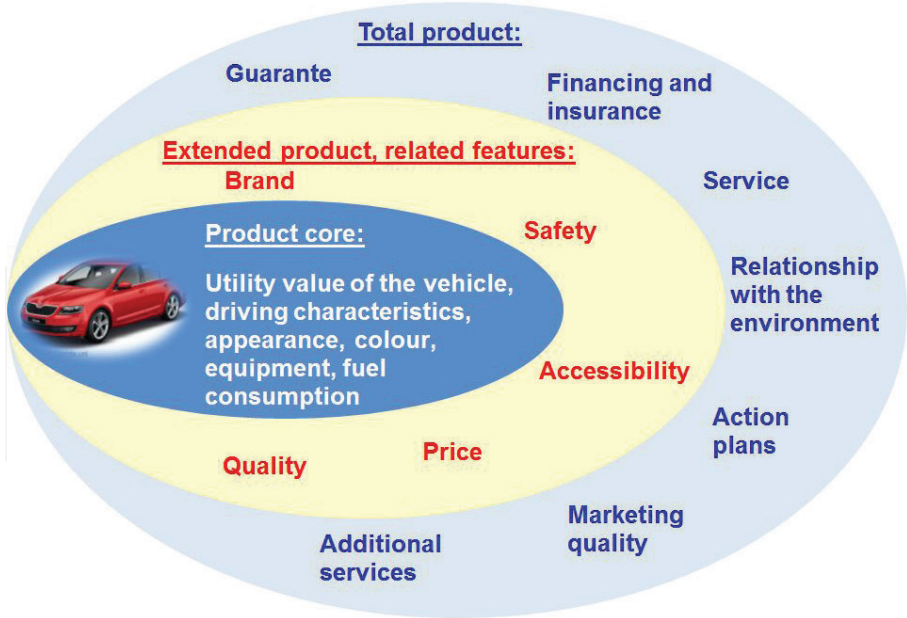 Total product:
Guarante
Financing and
insurance
Extended product, related features:
Brand
Service
Safety
Product core:
Utility value of the vehicle,
driving characteristics,
appearance, colour,
equipment, fuel
consumption
Relationship
with the
environment
Accessibility
Action
plans
Price
Quality
Marketing
quality
Additional
services